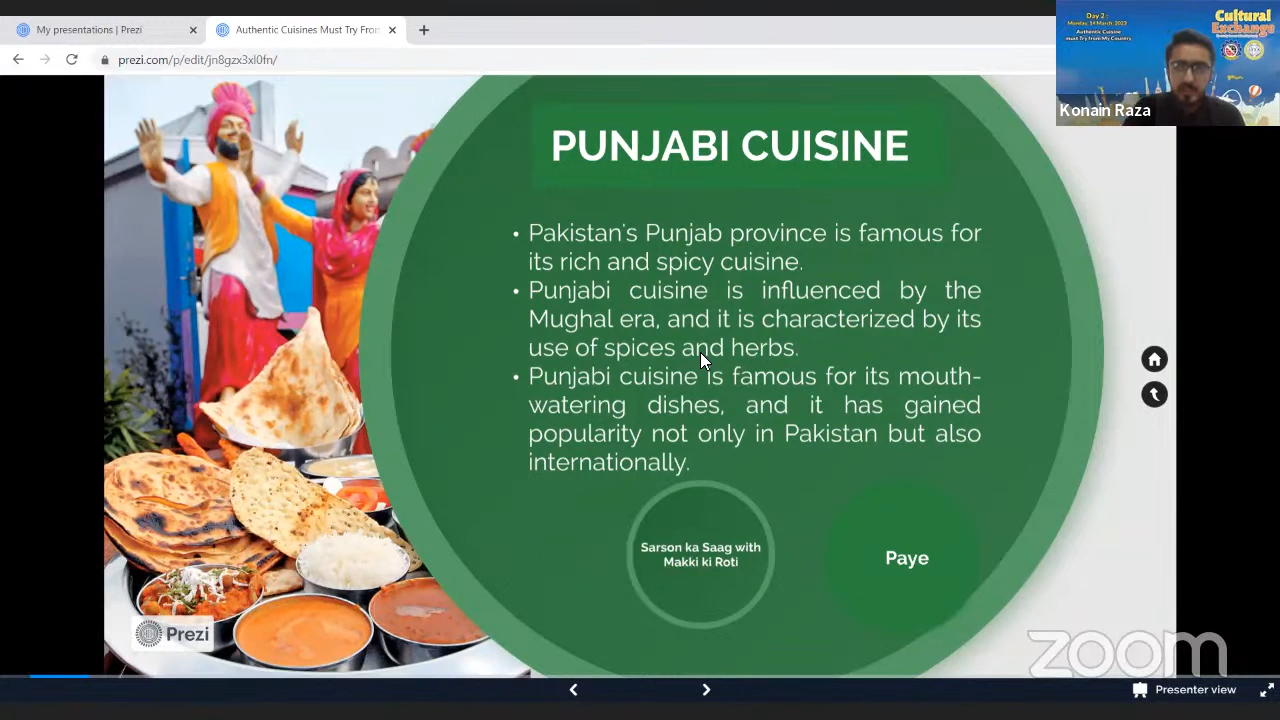 My presentations | Prezi
Authentic Cuisines Must Try From
prezi.com/p/edit/jn8gzx3xl0fn/
Day 2 :
Monday, 14 March, 2023
Authentic Cuisine
must Try From My Country
Cultural
Exchange
Konain Raza
PUNJABI CUISINE
• Pakistan's Punjab province is famous for
its rich and spicy cuisine.
• Punjabi cuisine is influenced by the
Mughal era, and it is characterized by its
use of spices and herbs.
• Punjabi cuisine is famous for its mouth-
watering dishes, and it has gained
popularity not only in Pakistan but also
internationally.
Sarson ka Saag with
Makki ki Roti
Paye
Prezi
zoom
Presenter view